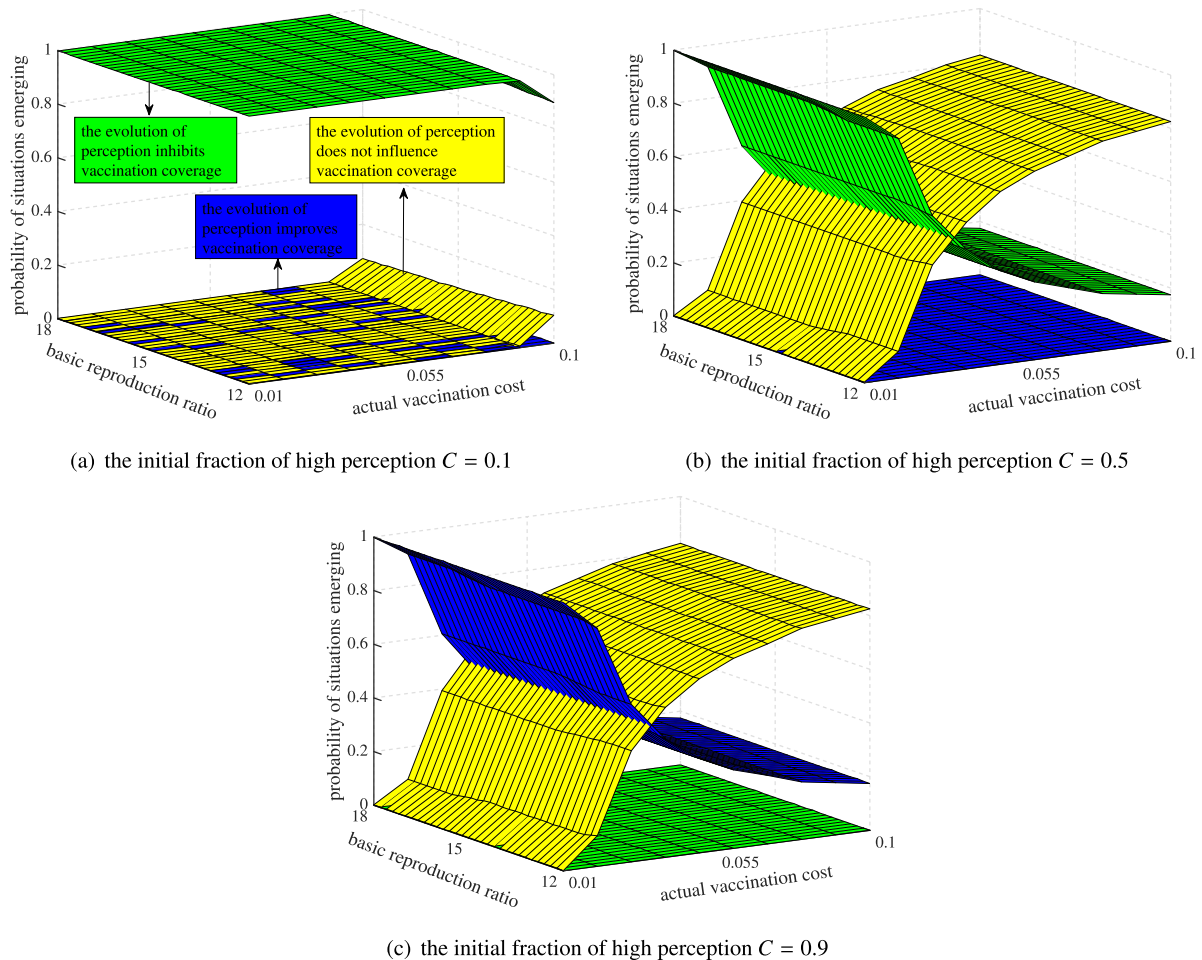 probability of situations emerging
1
0.8
0.6
0.4
0.2
0
the evolution of
perception inhibits
vaccination coverage
the evolution of perception
does not influence
vaccination coverage
the evolution of
perception improves
vaccination coverage
18
15
12
basic reproduction ratio
0.01
0.055
0.1
actual vaccination cost
(a) the initial fraction of high perception C = 0.1
probability of situations emerging
1
0.8
0.6
0.4
0.2
0
18
15
12
basic reproduction ratio
0.01
0.055
0.1
actual vaccination cost
(b) the initial fraction of high perception C = 0.5
probability of situations emerging
1
0.8
0.6
0.4
0.2
0
18
15
12
basic reproduction ratio
0.01
0.055
0.1
actual vaccination cost
(c) the initial fraction of high perception C = 0.9